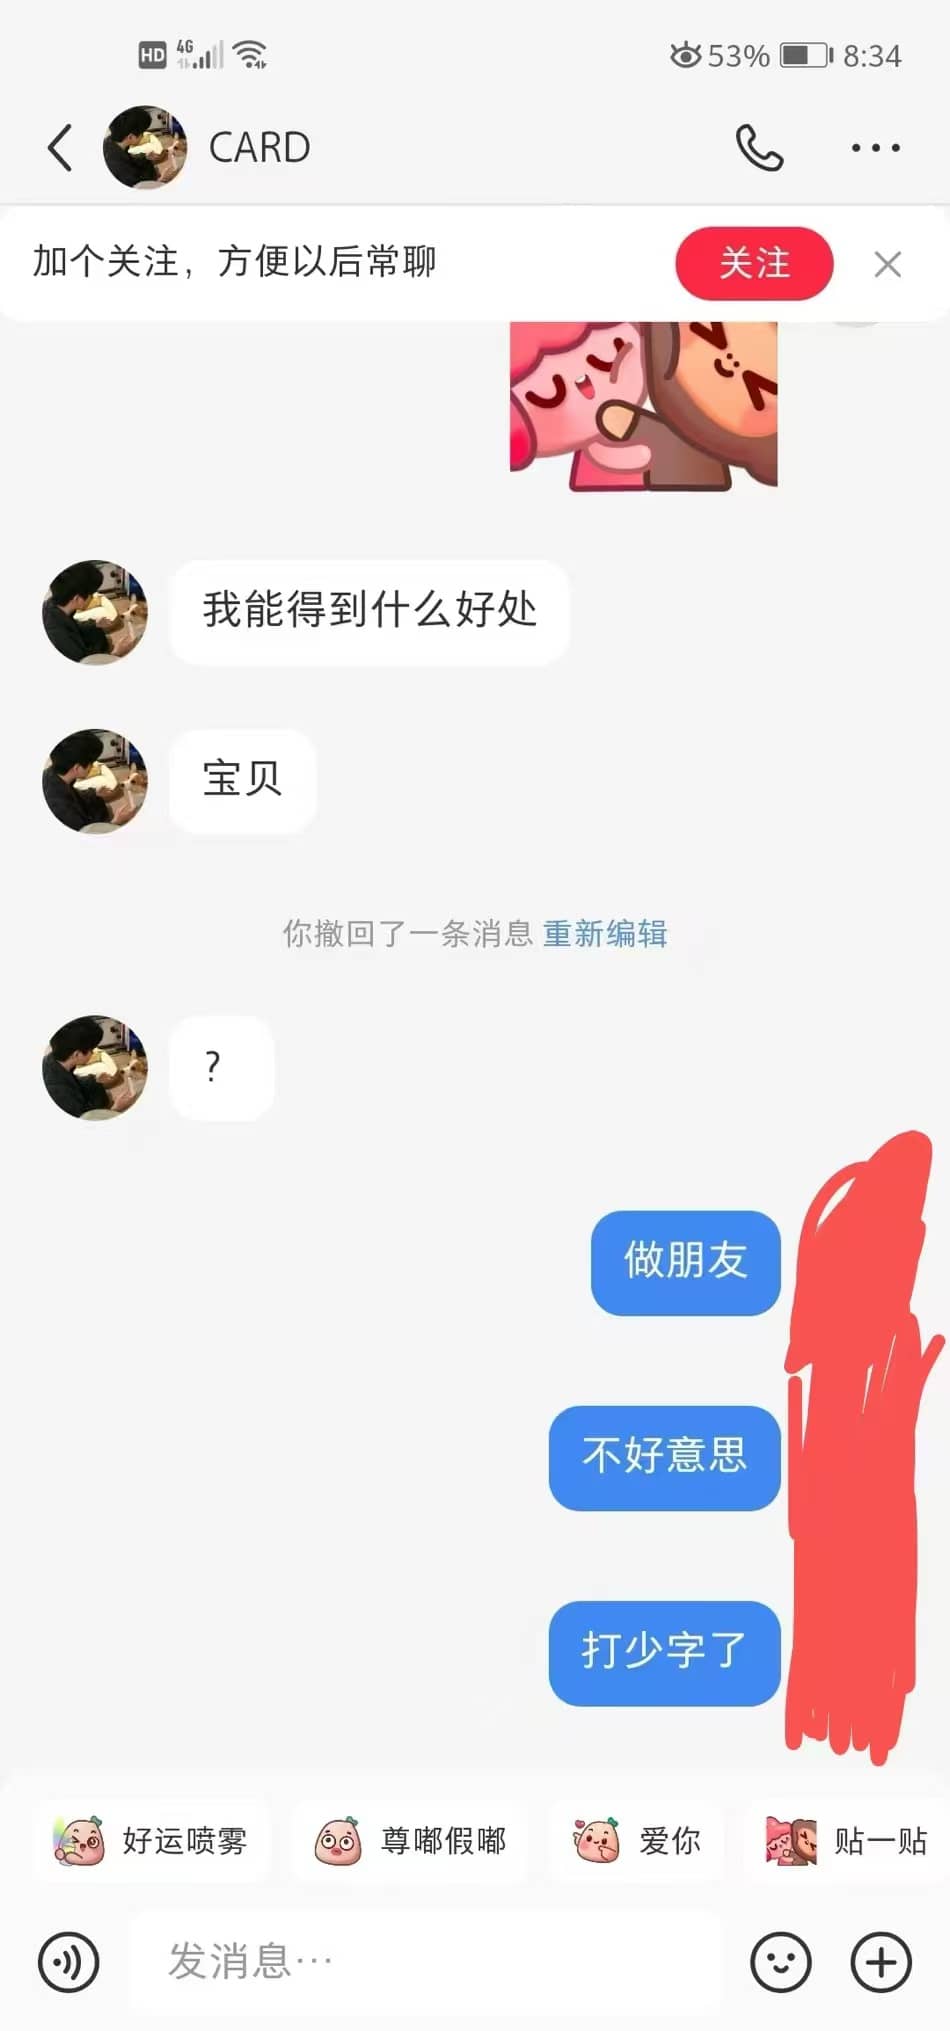 HD 4G 53% 8:34
CARD
加个关注，方便以后常聊 关注
我能得到什么好处
宝贝
你撤回了一条消息 重新编辑
?
做朋友
不好意思
打少字了
好运喷雾 尊嘟假嘟 爱你 贴一贴
发消息…